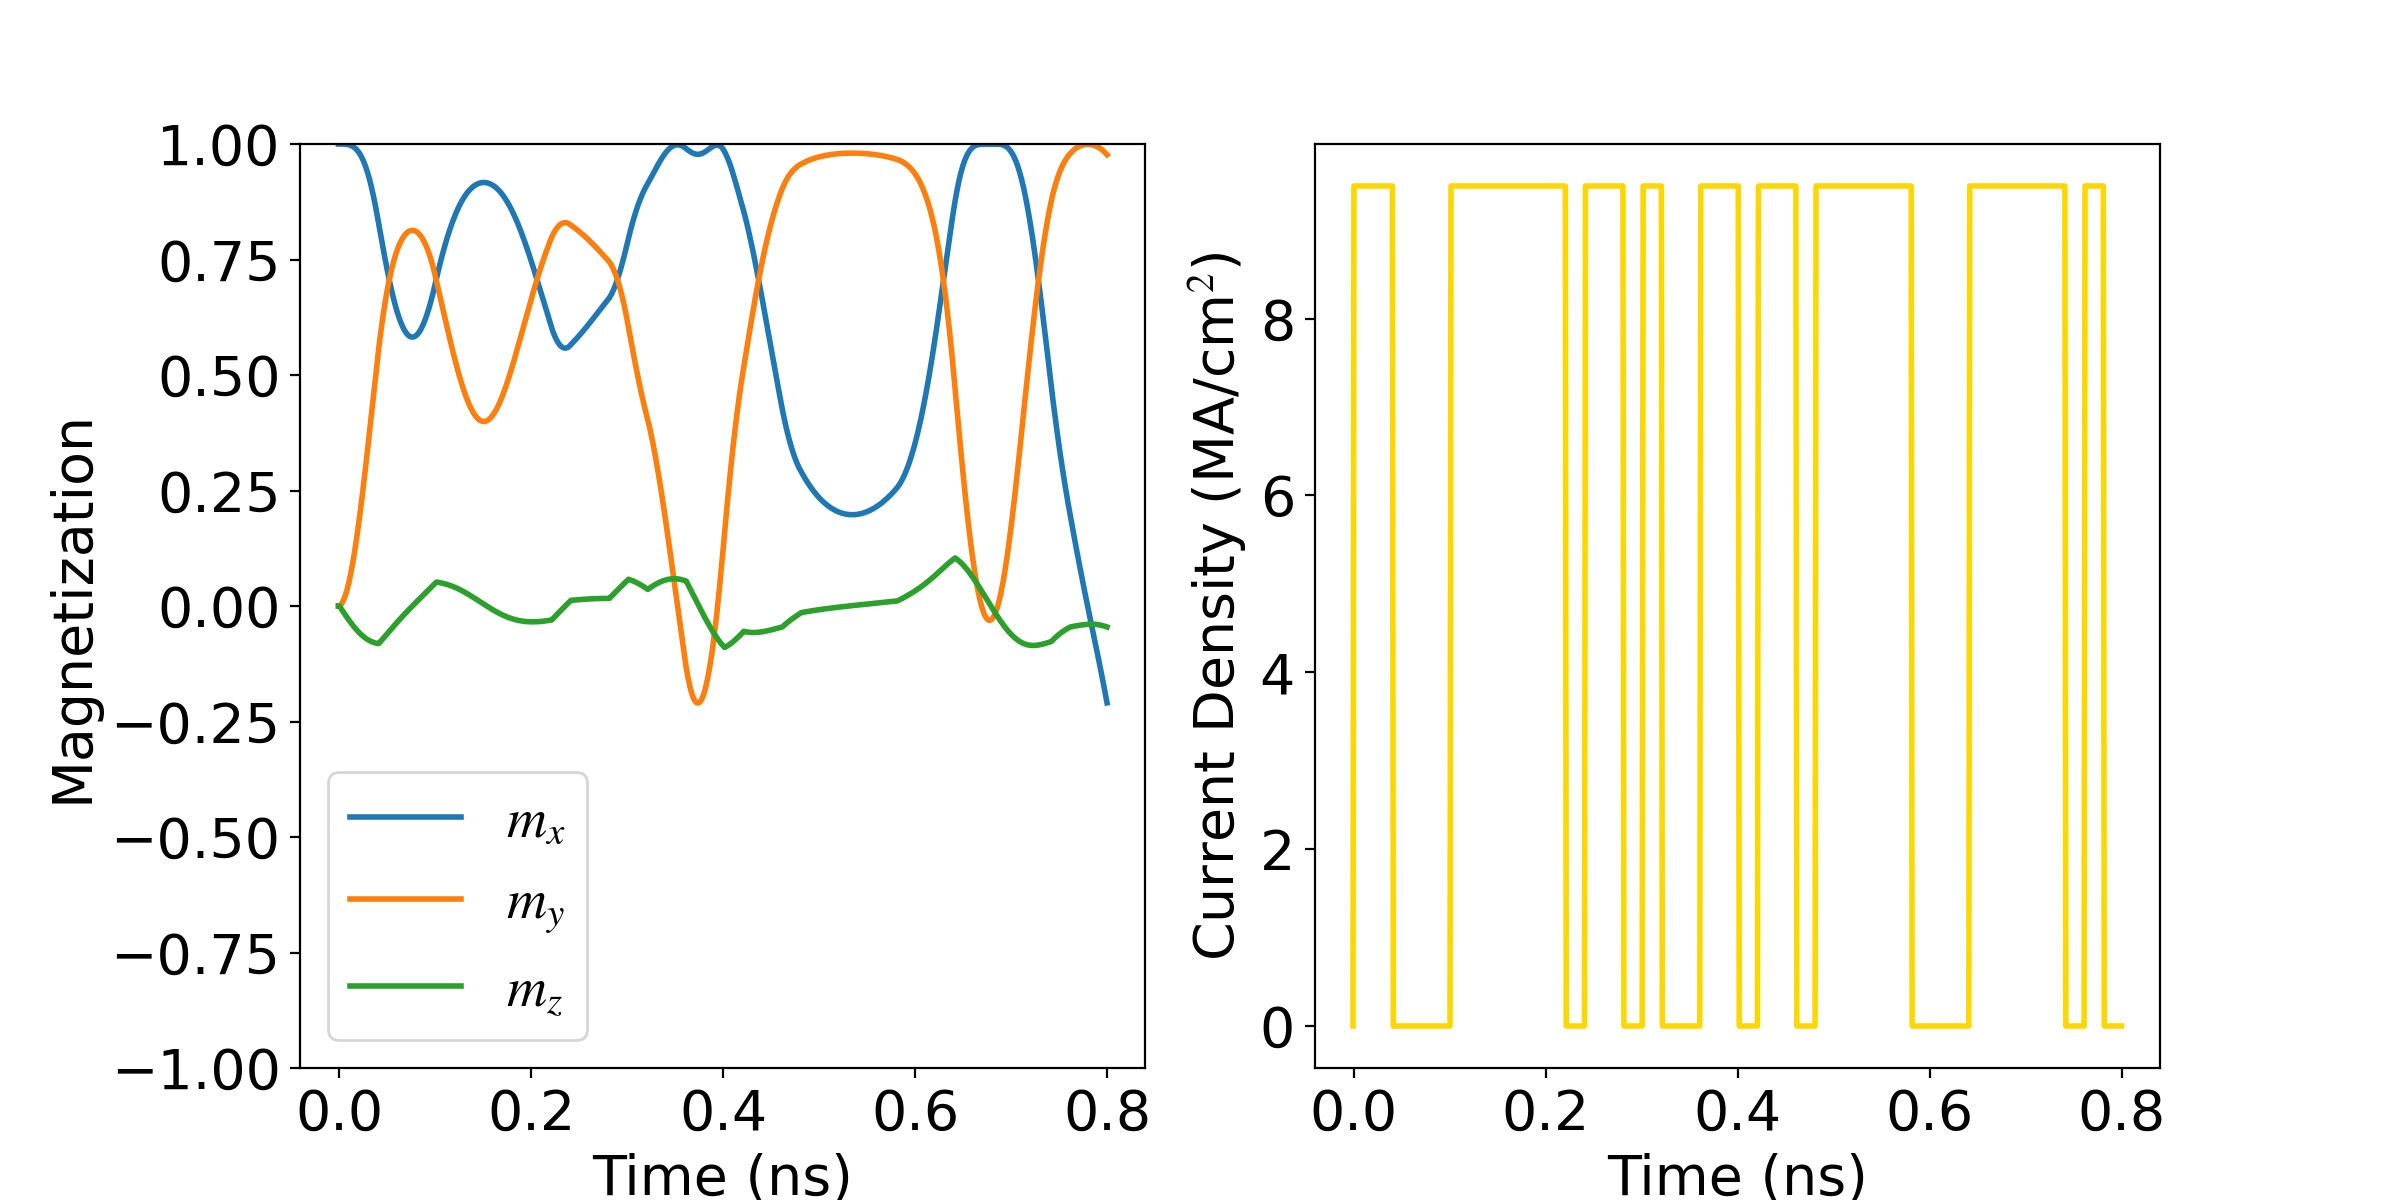 Magnetization
1.00
0.75
0.50
0.25
0.00
−0.25
−0.50
−0.75
−1.00
m_x
m_y
m_z
0.0 0.2 0.4 0.6 0.8
Time (ns)
Current Density (MA/cm²)
8
6
4
2
0
0.0 0.2 0.4 0.6 0.8
Time (ns)